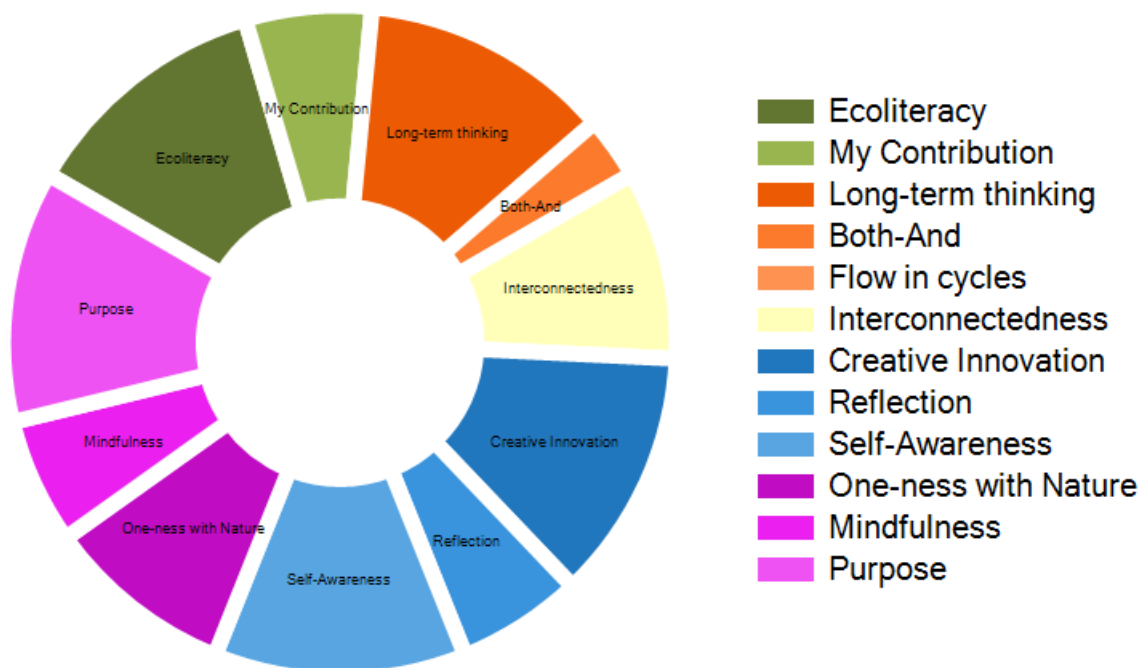 My Contribution
Long-term thinking
Ecoliteracy
Both-And
Interconnectedness
Purpose
Creative Innovation
Mindfulness
One-ness with Nature
Reflection
Self-Awareness
Ecoliteracy
My Contribution
Long-term thinking
Both-And
Flow in cycles
Interconnectedness
Creative Innovation
Reflection
Self-Awareness
One-ness with Nature
Mindfulness
Purpose